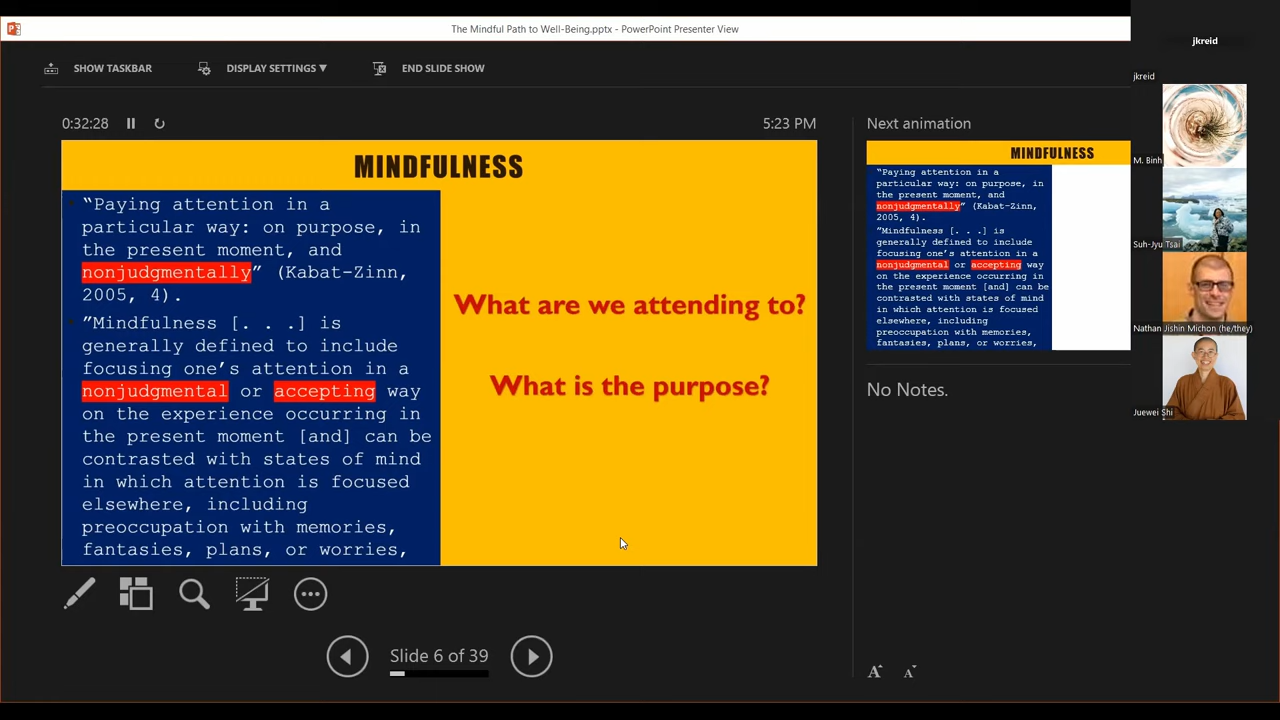 The Mindful Path to Well-Being.pptx - PowerPoint Presenter View
SHOW TASKBAR
DISPLAY SETTINGS ▼
END SLIDE SHOW
0:32:28
5:23 PM
MINDFULNESS
“Paying attention in a
particular way: on purpose, in
the present moment, and
nonjudgmentally” (Kabat-Zinn,
2005, 4).
”Mindfulness [. . .] is
generally defined to include
focusing one’s attention in a
nonjudgmental or accepting way
on the experience occurring in
the present moment [and] can be
contrasted with states of mind
in which attention is focused
elsewhere, including
preoccupation with memories,
fantasies, plans, or worries,
What are we attending to?
What is the purpose?
Slide 6 of 39
Next animation
MINDFULNESS
“Paying attention in a
particular way: on purpose, in
the present moment, and
nonjudgmentally” (Kabat-Zinn,
2005, 4).
”Mindfulness [. . .] is
generally defined to include
focusing one’s attention in a
nonjudgmental or accepting way
on the experience occurring in
the present moment [and] can be
contrasted with states of mind
in which attention is focused
elsewhere, including
preoccupation with memories,
fantasies, plans, or worries,
No Notes.
A A
jkreid
jkreid
M. Binh
Suh-Jyu Tsai
Nathan Jishin Michon (he/they)
Juewei Shi